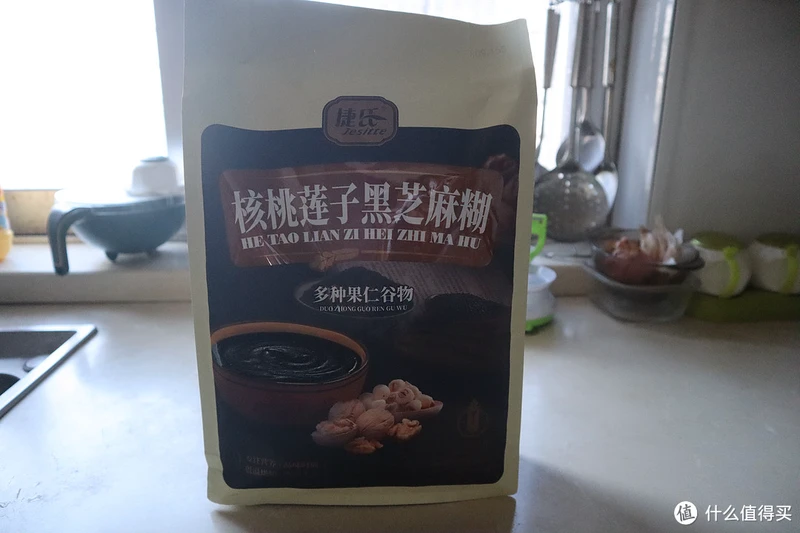 捷氏
Jesitte
核桃莲子黑芝麻糊
HE TAO LIAN ZI HEI ZHI MA HU
多种果仁谷物
DUO ZHONG GUO REN GU WU
值 什么值得买